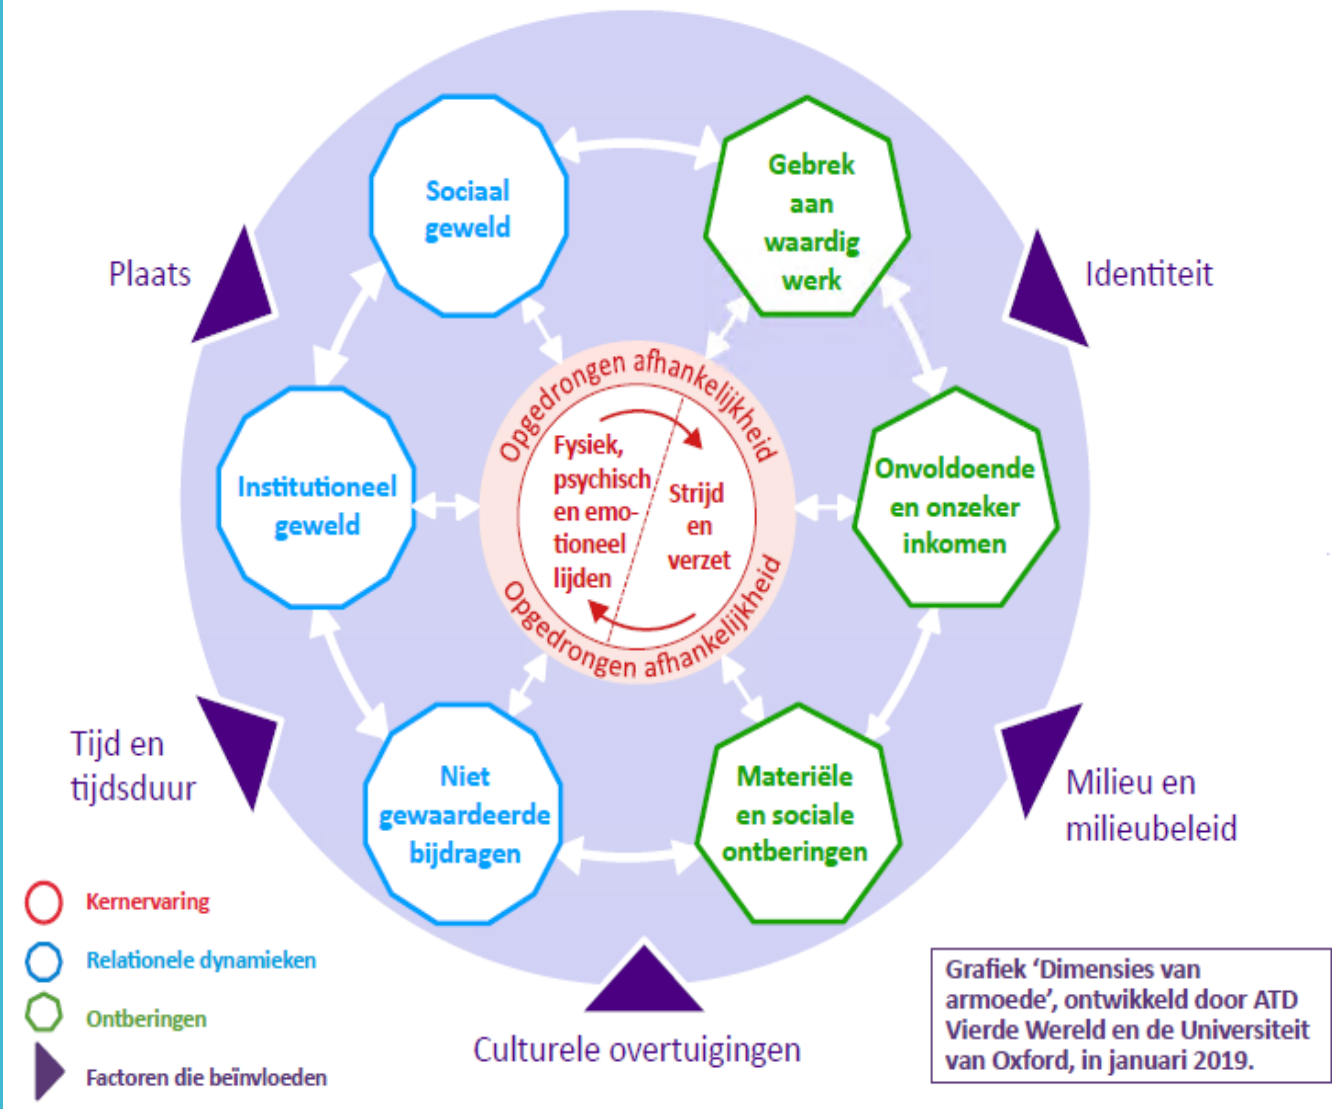 Sociaal
geweld
Gebrek
aan
waardig
werk
Plaats
Identiteit
Opgedrongen afhankelijkheid
Fysiek,
psychisch
en emo-
tioneel
lijden
Strijd
en
verzet
Opgedrongen afhankelijkheid
Institutioneel
geweld
Onvoldoende
en onzeker
inkomen
Tijd en
tijdsduur
Niet
gewaardeerde
bijdragen
Materiële
en sociale
ontberingen
Milieu en
milieubeleid
Culturele overtuigingen
Kernervaring
Relationele dynamieken
Ontberingen
Factoren die beïnvloeden
Grafiek ‘Dimensies van
armoede’, ontwikkeld door ATD
Vierde Wereld en de Universiteit
van Oxford, in januari 2019.